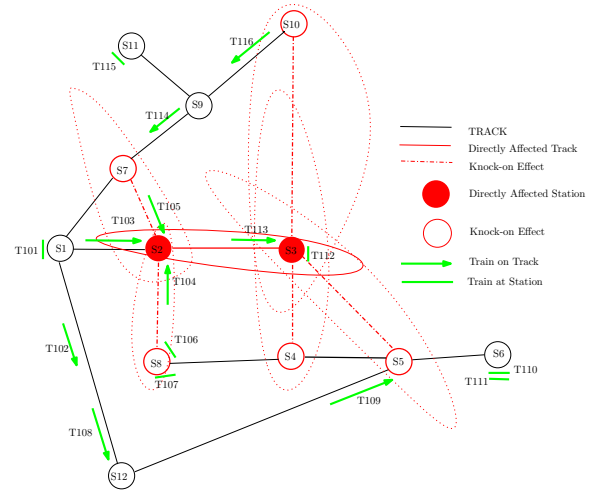 S10
S11
T116
T115
S9
T114
TRACK
Directly Affected Track
Knock-on Effect
S7
Directly Affected Station
T105
T103
T113
Knock-on Effect
T101
S1
S2
S3
T112
Train on Track
T104
Train at Station
T106
T102
S8
S4
S5
S6
T107
T111
T110
T109
T108
S12